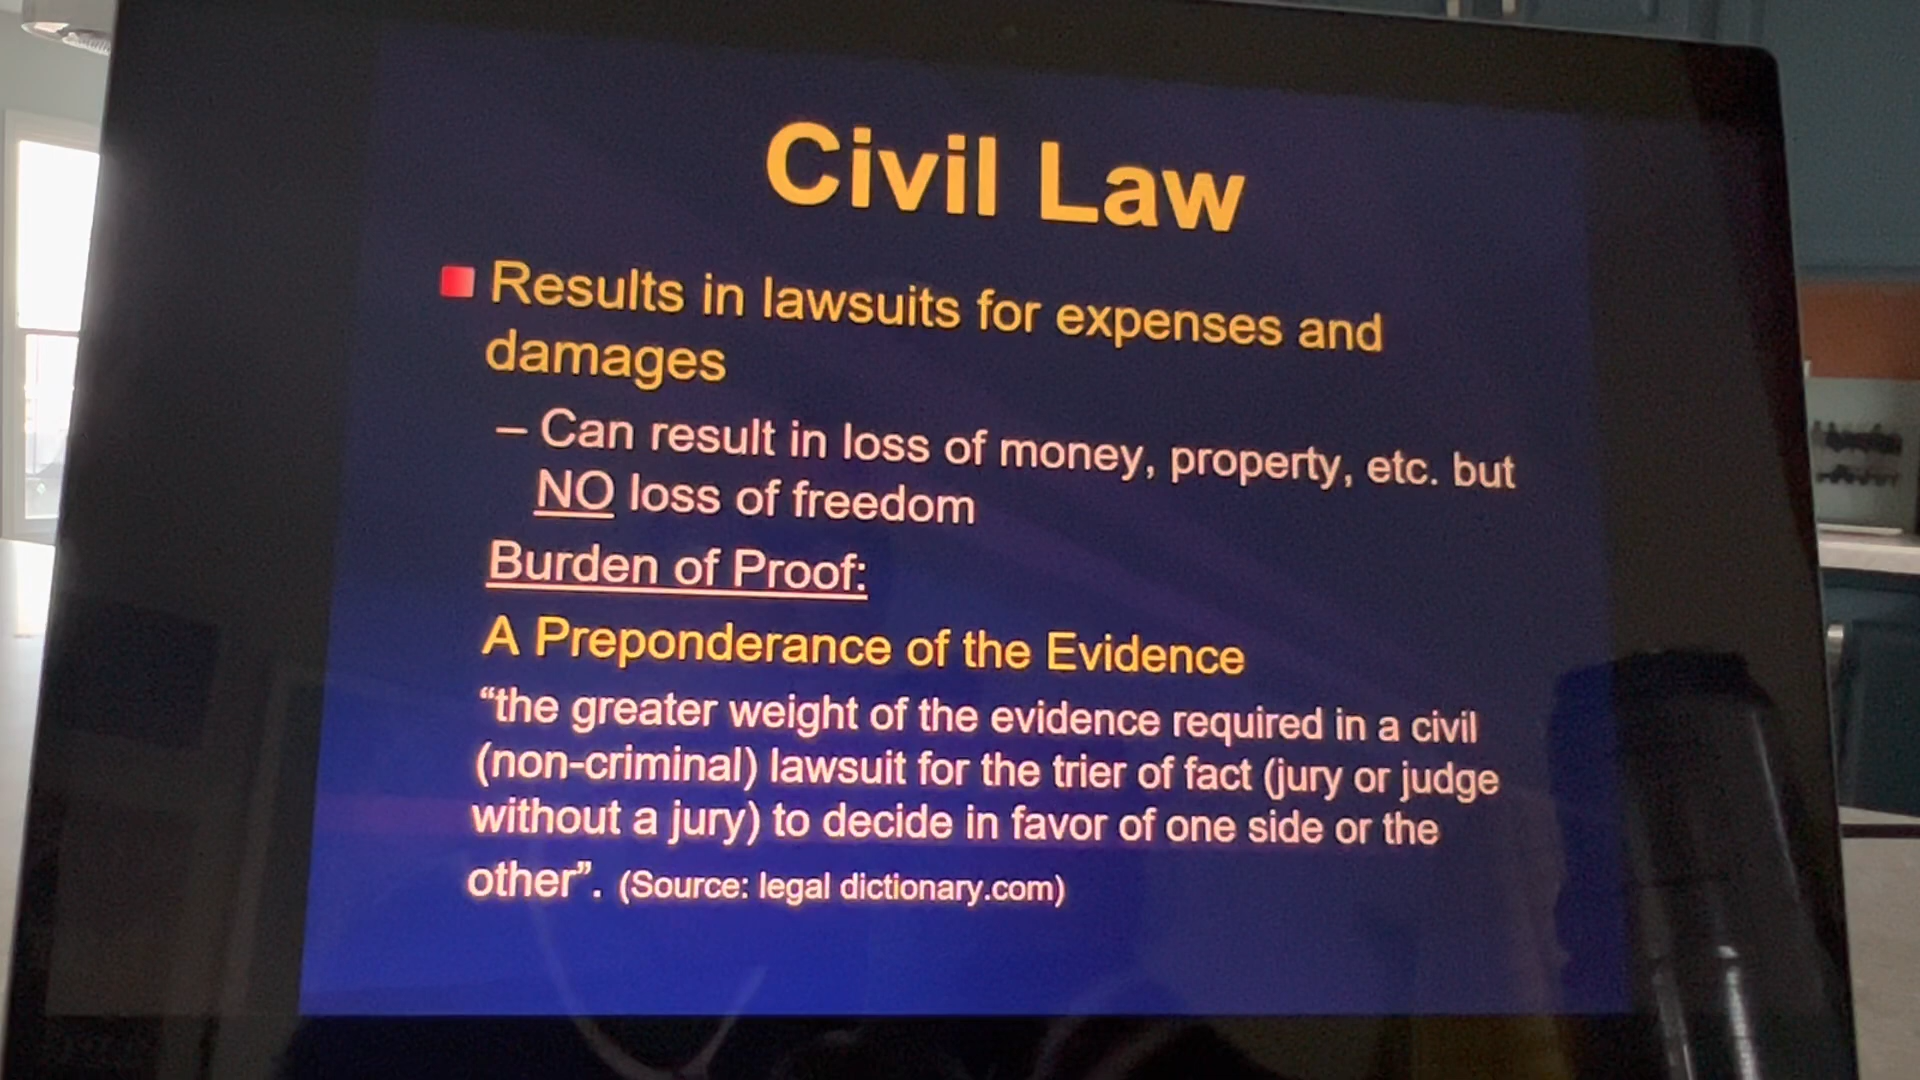 Civil Law
Results in lawsuits for expenses and
damages
– Can result in loss of money, property, etc. but
NO loss of freedom
Burden of Proof:
A Preponderance of the Evidence
“the greater weight of the evidence required in a civil
(non-criminal) lawsuit for the trier of fact (jury or judge
without a jury) to decide in favor of one side or the
other”. (Source: legal dictionary.com)